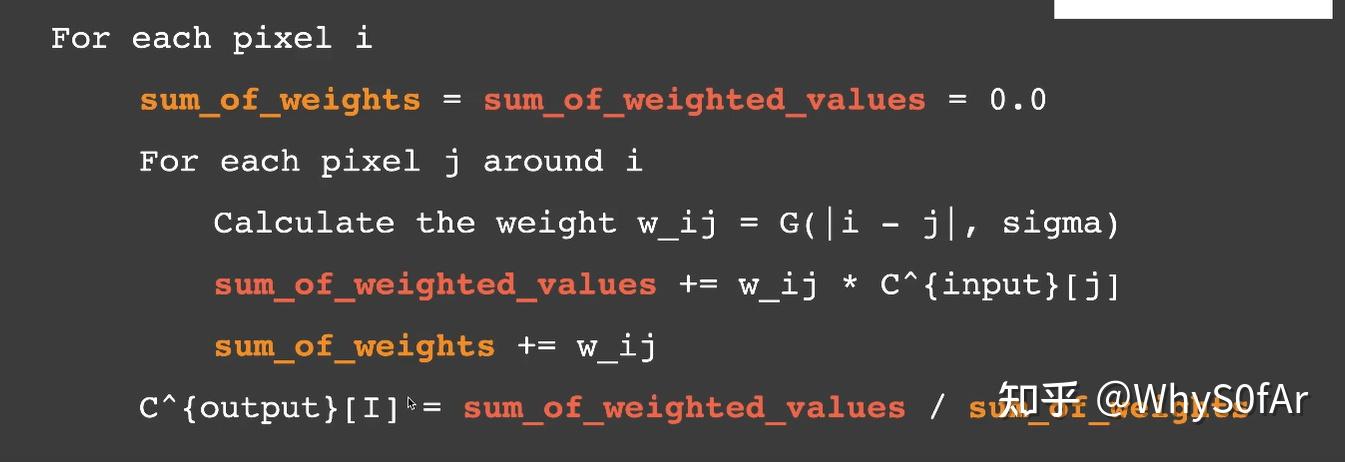 For each pixel i
sum_of_weights = sum_of_weighted_values = 0.0
For each pixel j around i
Calculate the weight w_ij = G(|i - j|, sigma)
sum_of_weighted_values += w_ij * C^{input}[j]
sum_of_weights += w_ij
C^{output}[I] = sum_of_weighted_values / sum_of_weights
知乎 @WhyS0fAr